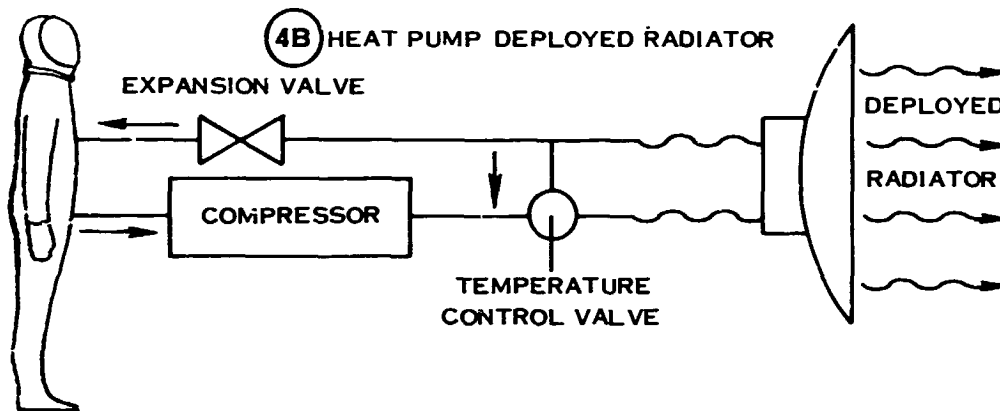 4B HEAT PUMP DEPLOYED RADIATOR
EXPANSION VALVE
DEPLOYED
RADIATOR
COMPRESSOR
TEMPERATURE
CONTROL VALVE